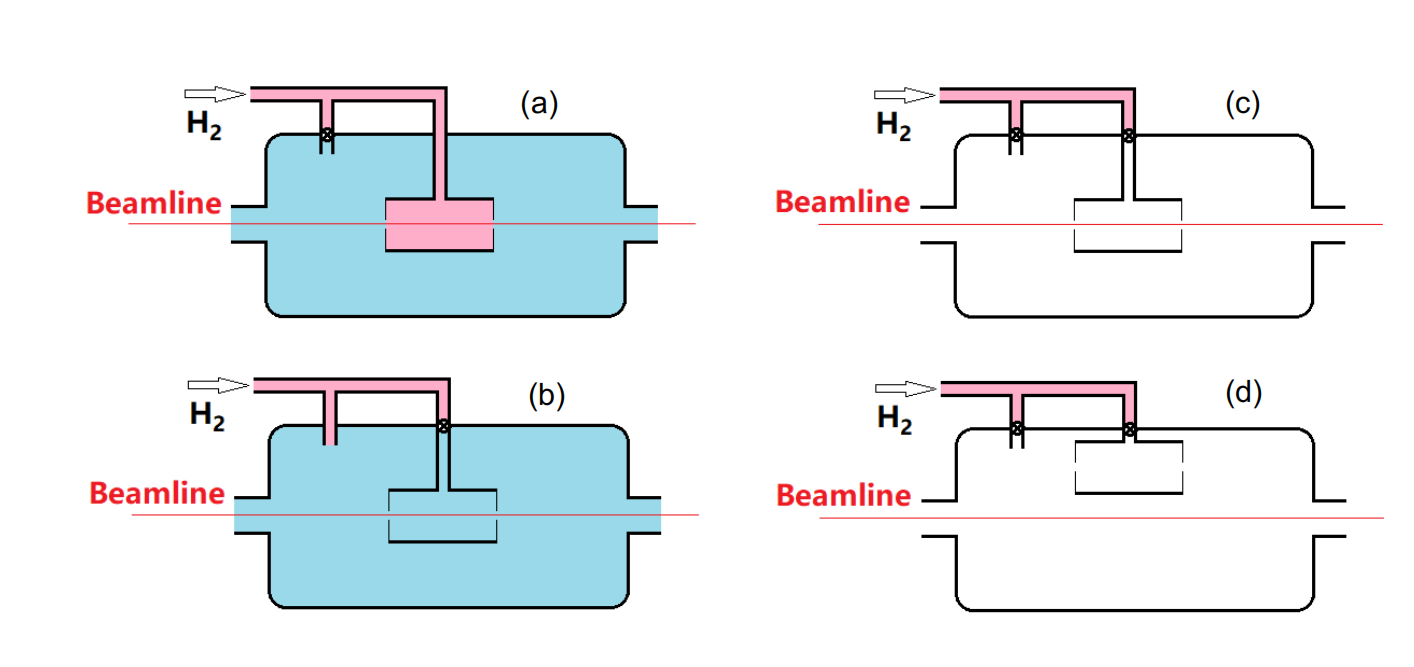 (a)
H₂
Beamline
(c)
H₂
Beamline
(b)
H₂
Beamline
(d)
H₂
Beamline